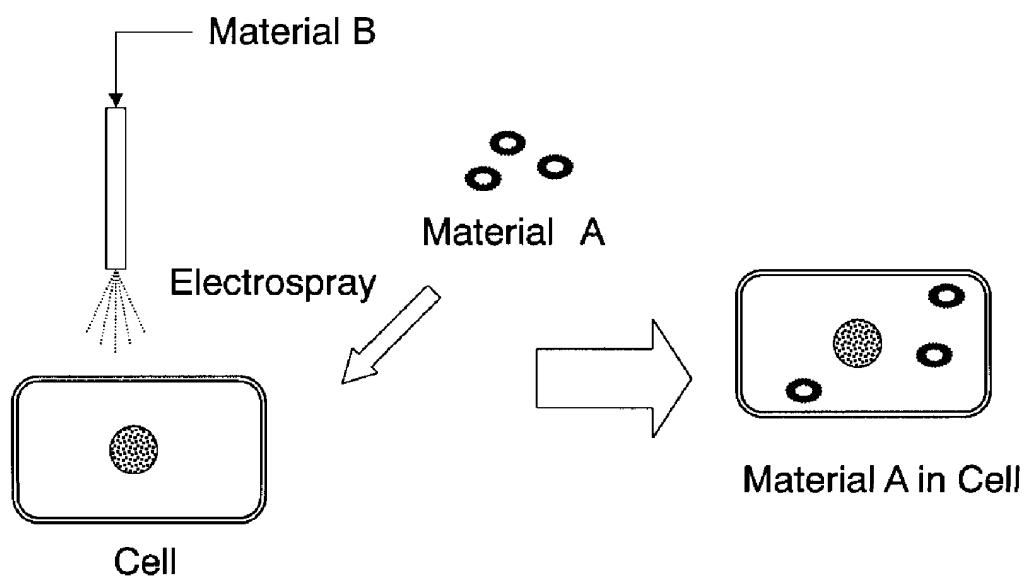 Material B
Material A
Electrospray
Cell
Material A in Cell